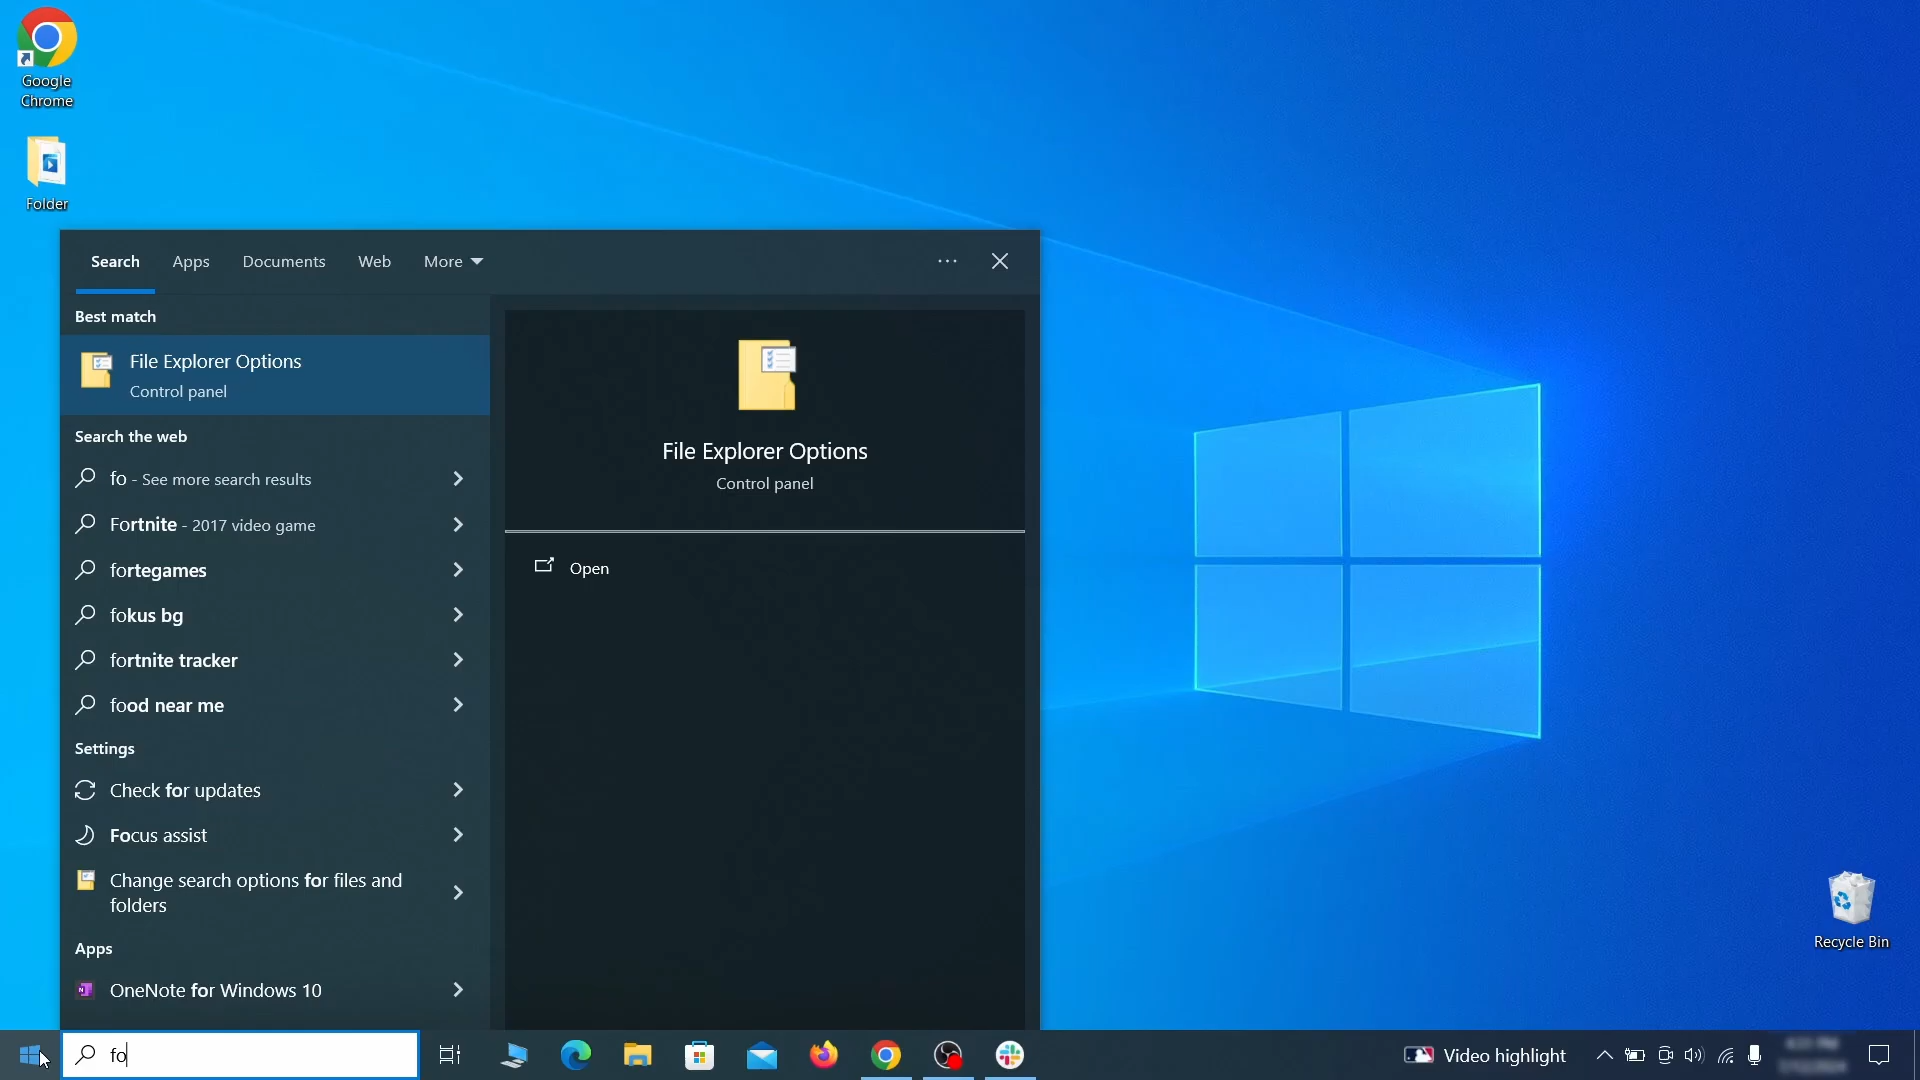 Google
Chrome
Folder
Search
Apps
Documents
Web
More
Best match
File Explorer Options
Control panel
Search the web
fo - See more search results
Fortnite - 2017 video game
fortegames
fokus bg
fortnite tracker
food near me
Settings
Check for updates
Focus assist
Change search options for files and
folders
Apps
OneNote for Windows 10
File Explorer Options
Control panel
Open
Recycle Bin
fo
Video highlight